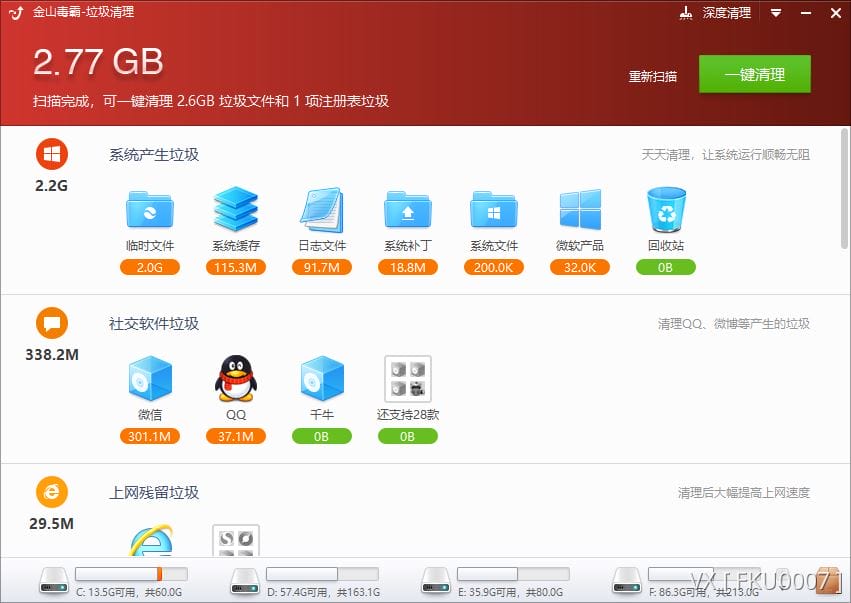 金山毒霸-垃圾清理
深度清理
2.77 GB
扫描完成，可一键清理 2.6GB 垃圾文件和 1 项注册表垃圾
重新扫描
一键清理
系统产生垃圾
天天清理，让系统运行顺畅无阻
2.2G
临时文件 系统缓存 日志文件 系统补丁 系统文件 微软产品 回收站
2.0G 115.3M 91.7M 18.8M 200.0K 32.0K 0B
社交软件垃圾
清理QQ、微博等产生的垃圾
338.2M
微信 QQ 千牛 还支持28款
301.1M 37.1M 0B 0B
上网残留垃圾
清理后大幅提高上网速度
29.5M
C: 13.5G可用，共60.0G D: 57.4G可用，共163.1G E: 35.9G可用，共80.0G F: 86.3G可用，共213.0G